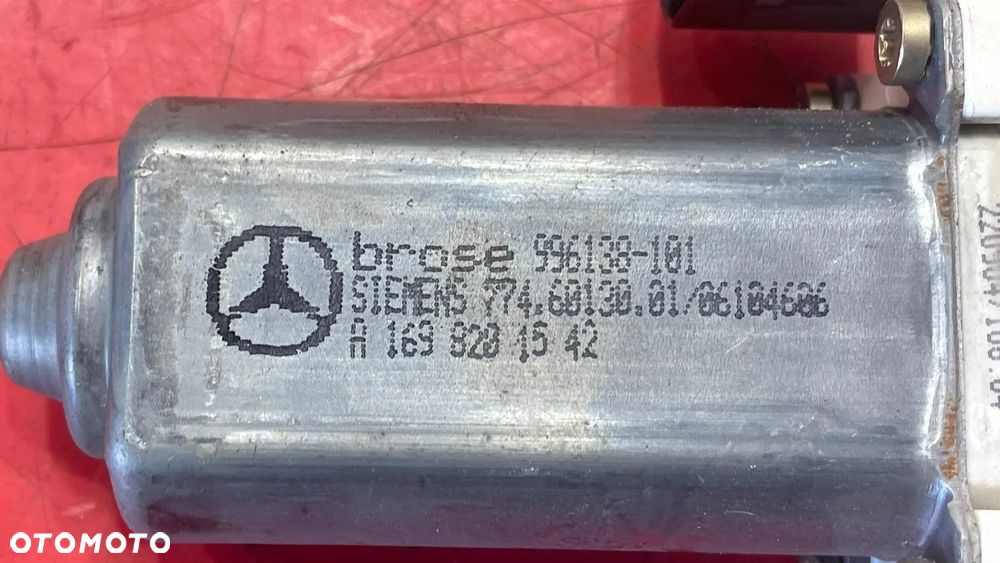 brose 996138-101
SIEMENS 774.60130.01/06104606
A 169 820 15 42
OTOMOTO